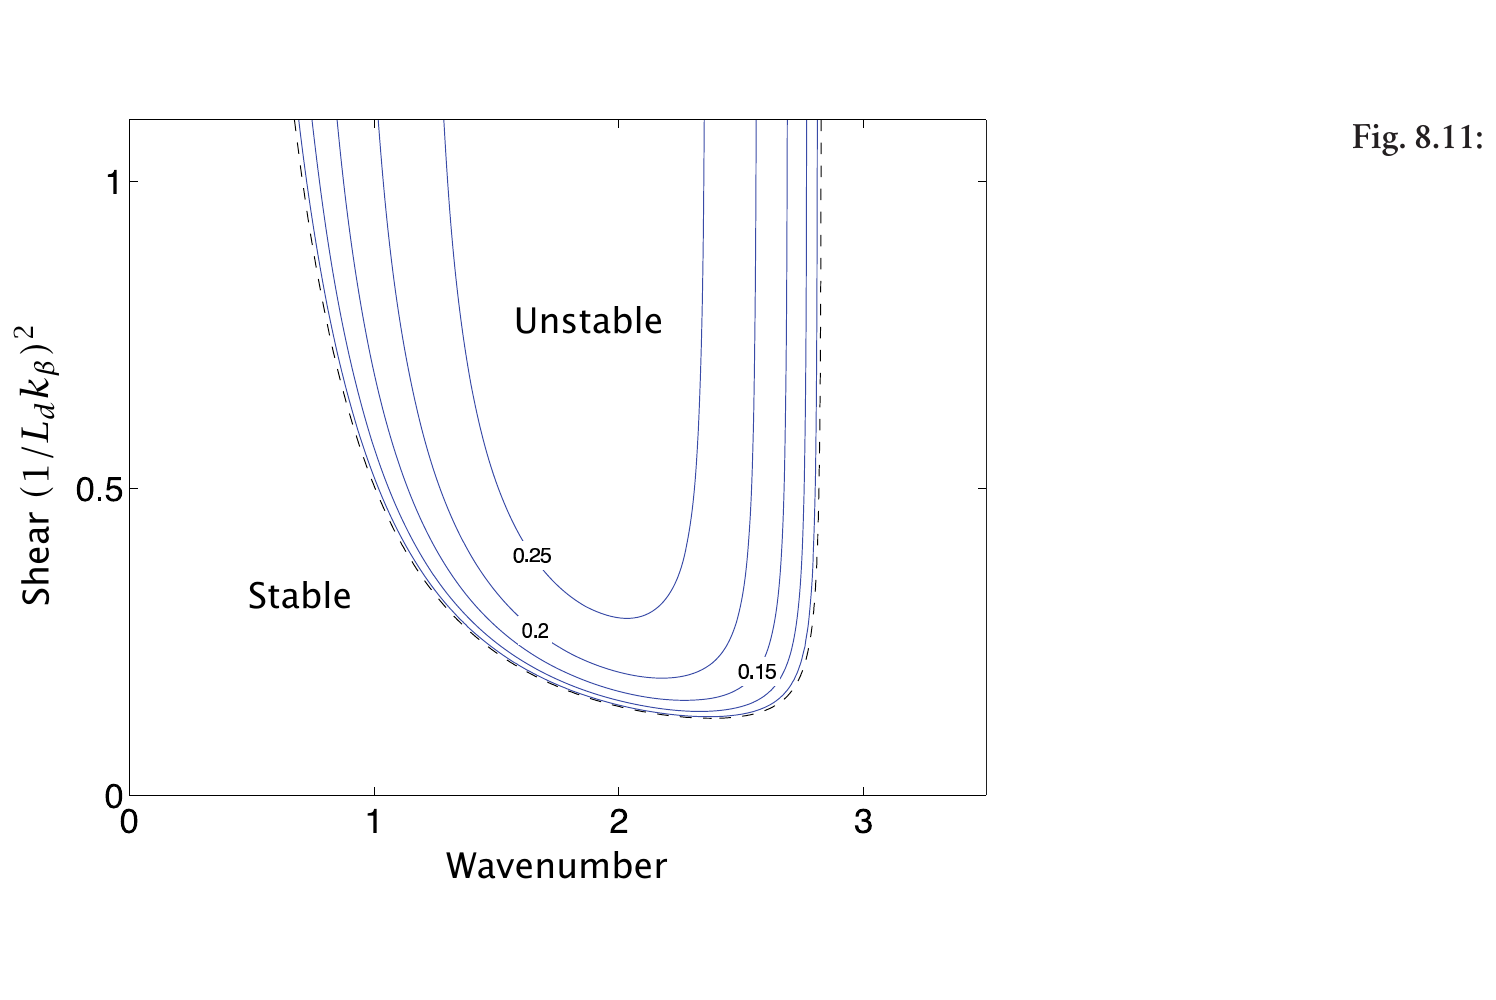 Fig. 8.11:
1
Unstable
0.5
Shear (1/L_d k_β)²
0.25
Stable
0.2
0.15
0
0 1 2 3
Wavenumber